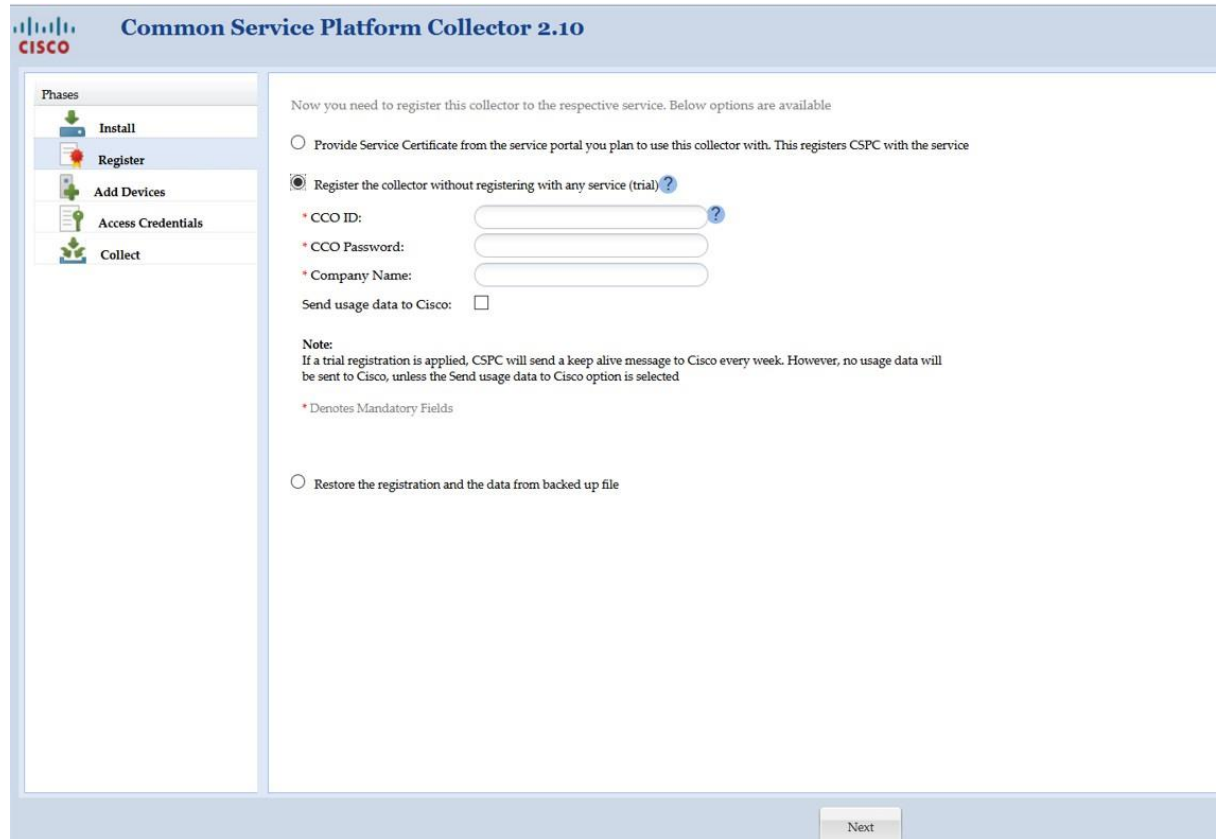 CISCO
Common Service Platform Collector 2.10
Phases
Install
Register
Add Devices
Access Credentials
Collect
Now you need to register this collector to the respective service. Below options are available
Provide Service Certificate from the service portal you plan to use this collector with. This registers CSPC with the service
Register the collector without registering with any service (trial) ?
* CCO ID: ?
* CCO Password:
* Company Name:
Send usage data to Cisco:
Note:
If a trial registration is applied, CSPC will send a keep alive message to Cisco every week. However, no usage data will
be sent to Cisco, unless the Send usage data to Cisco option is selected
* Denotes Mandatory Fields
Restore the registration and the data from backed up file
Next